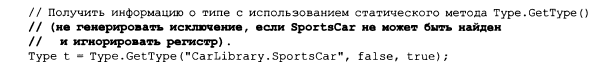 // Получить информацию о типе с использованием статического метода Type.GetType()
// (не генерировать исключение, если SportsCar не может быть найден
// и игнорировать регистр).
Type t = Type.GetType("CarLibrary.SportsCar", false, true);